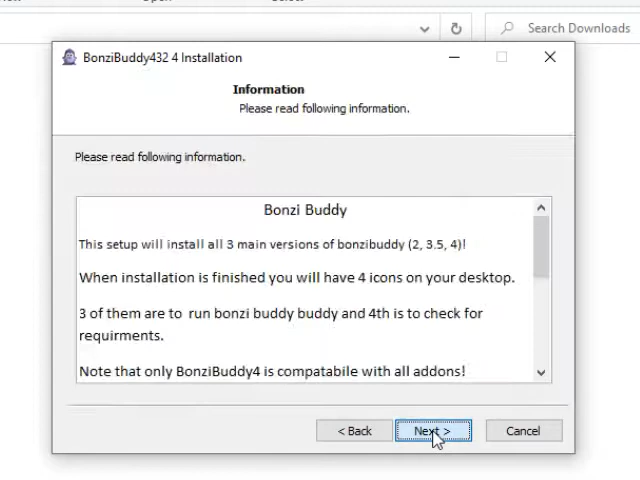 Search Downloads
BonziBuddy432 4 Installation
Information
Please read following information.
Please read following information.
Bonzi Buddy
This setup will install all 3 main versions of bonzibuddy (2, 3.5, 4)!
When installation is finished you will have 4 icons on your desktop.
3 of them are to run bonzi buddy buddy and 4th is to check for
requirments.
Note that only BonziBuddy4 is compatabile with all addons!
< Back
Next >
Cancel